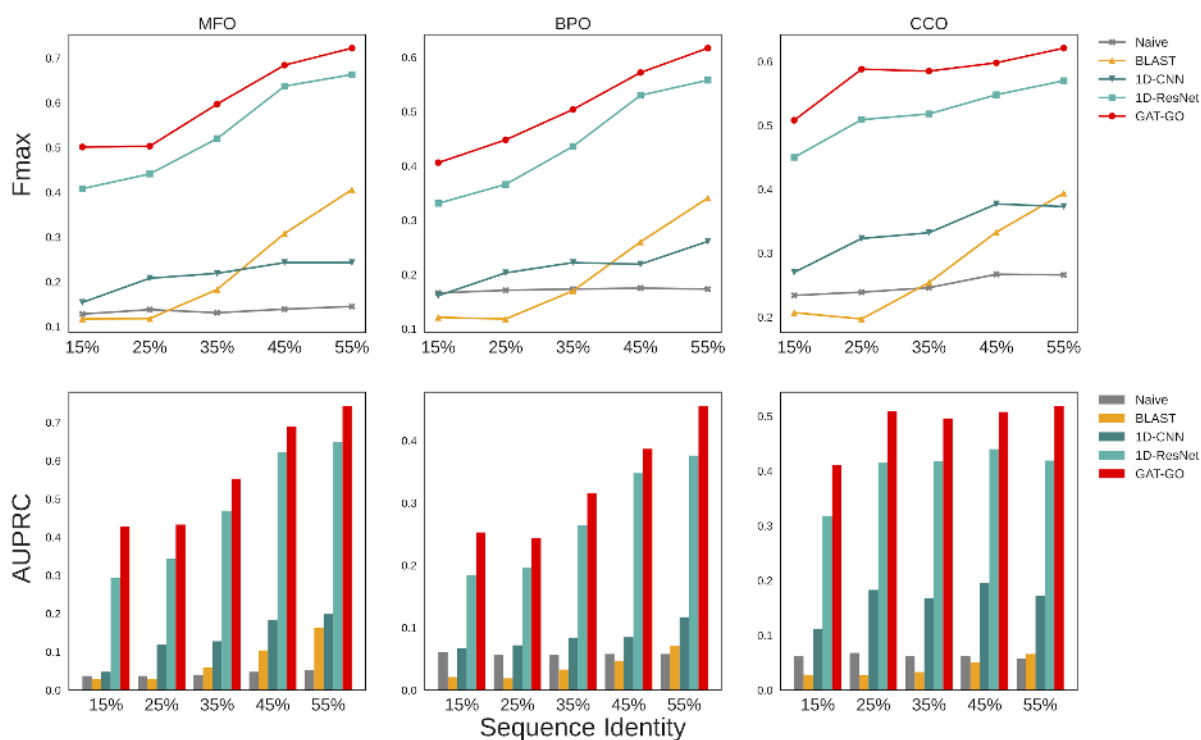 MFO BPO CCO
Fmax
0.7
0.6
0.5
0.4
0.3
0.2
0.1
15% 25% 35% 45% 55%
0.6
0.5
0.4
0.3
0.2
0.1
15% 25% 35% 45% 55%
0.6
0.5
0.4
0.3
0.2
15% 25% 35% 45% 55%
Naive
BLAST
1D-CNN
1D-ResNet
GAT-GO
AUPRC
0.7
0.6
0.5
0.4
0.3
0.2
0.1
0.0
15% 25% 35% 45% 55%
0.4
0.3
0.2
0.1
0.0
15% 25% 35% 45% 55%
0.5
0.4
0.3
0.2
0.1
0.0
15% 25% 35% 45% 55%
Naive
BLAST
1D-CNN
1D-ResNet
GAT-GO
Sequence Identity